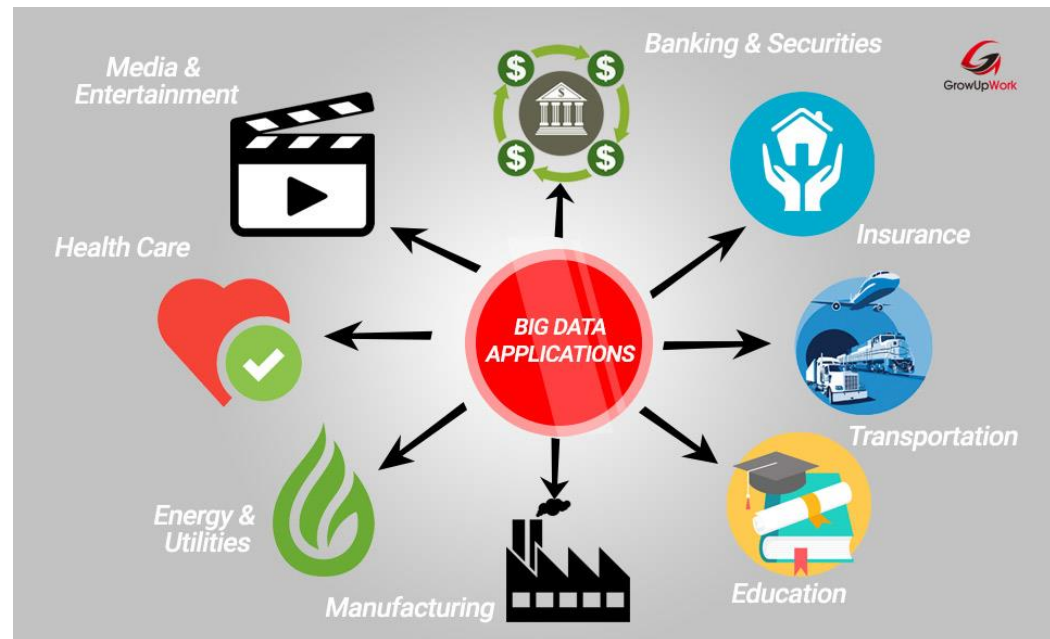 Media &
Entertainment
Banking & Securities
GrowUpWork
Health Care
Insurance
BIG DATA
APPLICATIONS
Transportation
Energy &
Utilities
Manufacturing
Education
$
$
$
$
$